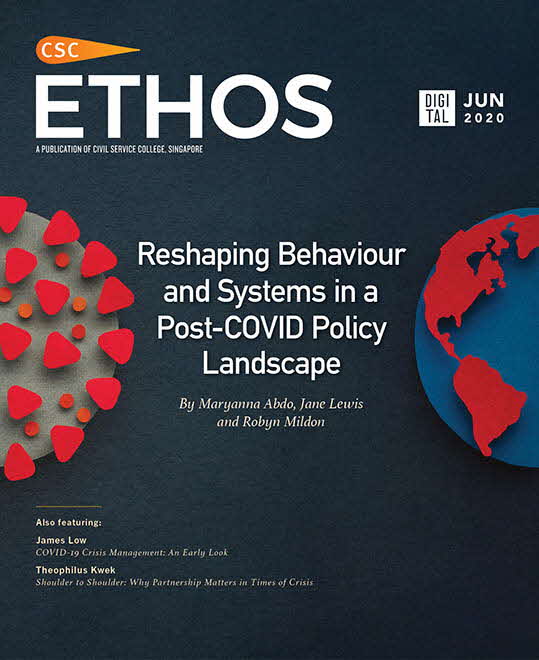 CSC
ETHOS
A PUBLICATION OF CIVIL SERVICE COLLEGE, SINGAPORE
DIGI
TAL
JUN
2020
Reshaping Behaviour
and Systems in a
Post-COVID Policy
Landscape
By Maryanna Abdo, Jane Lewis
and Robyn Mildon
Also featuring:
James Low
COVID-19 Crisis Management: An Early Look
Theophilus Kwek
Shoulder to Shoulder: Why Partnership Matters in Times of Crisis